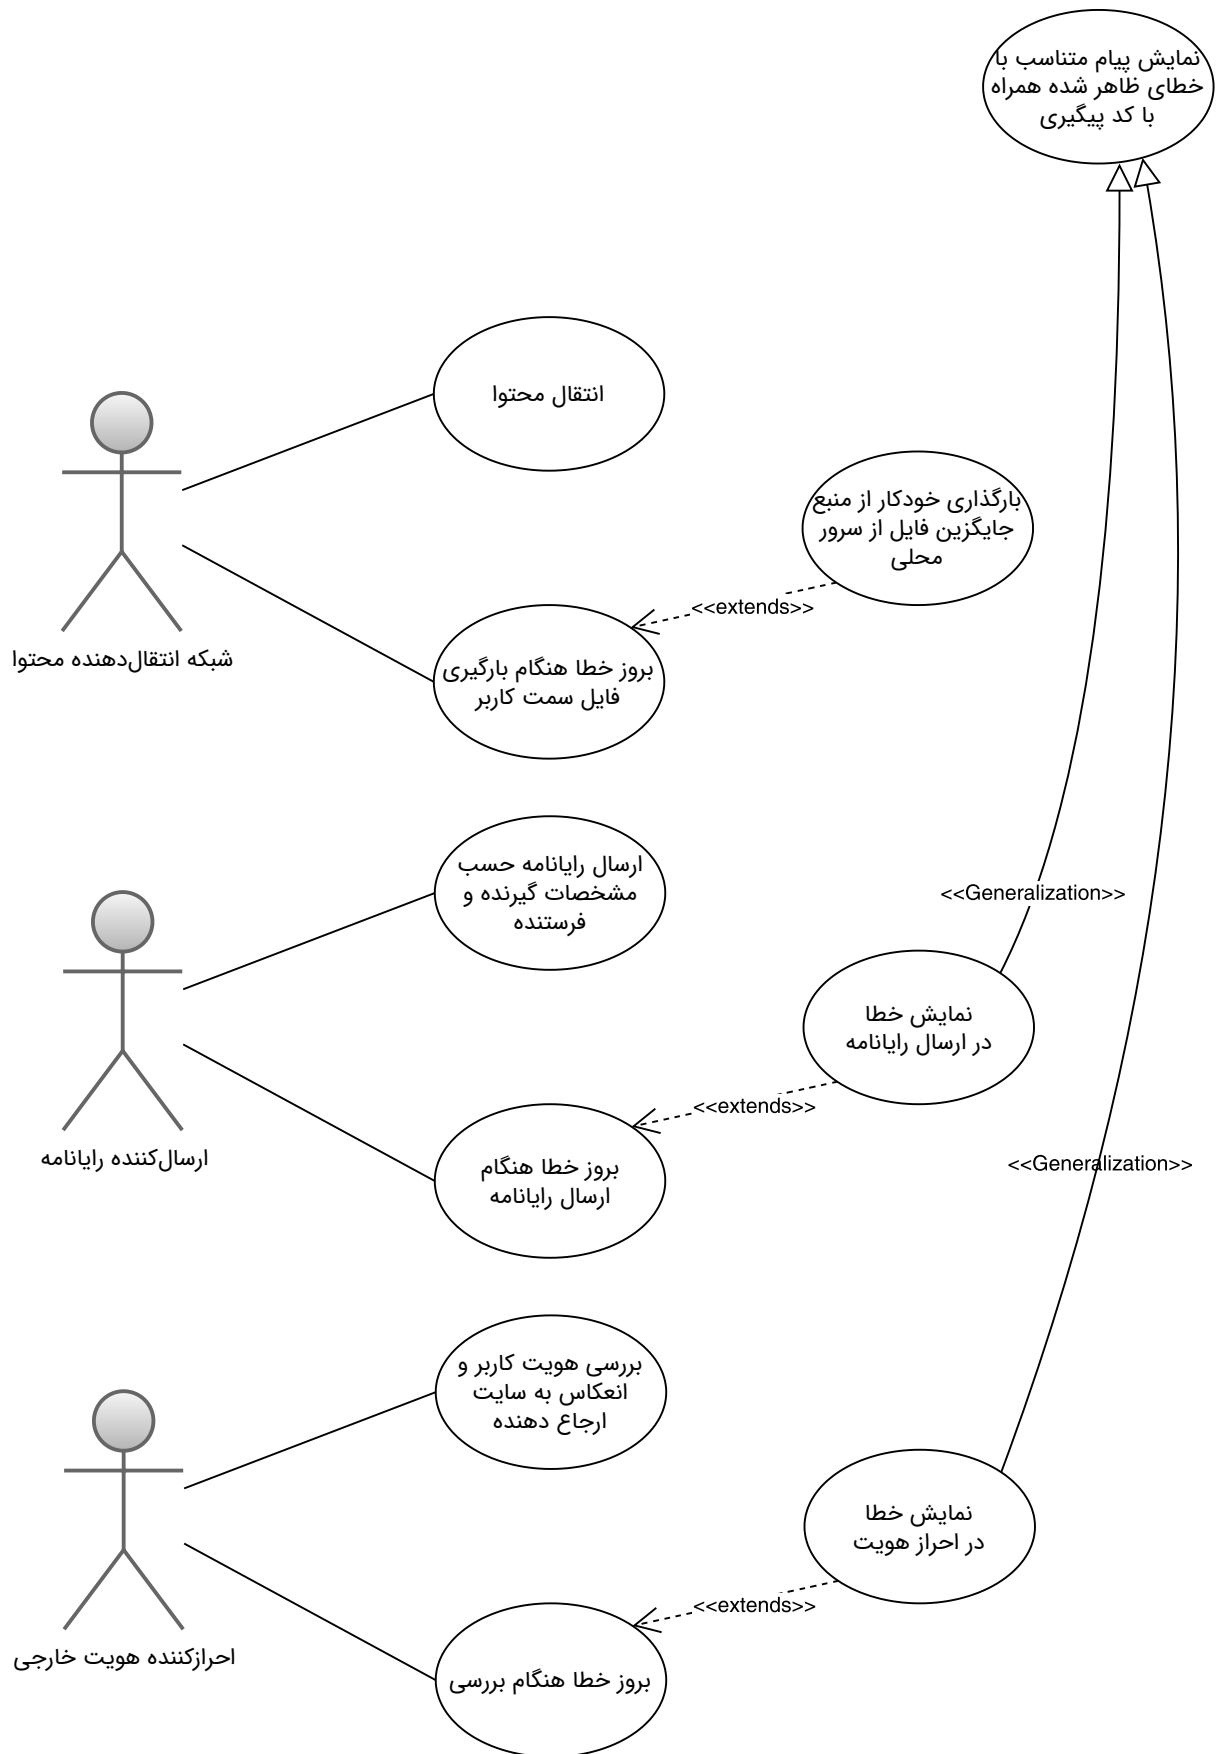 نمایش پیام متناسب با
خطای ظاهر شده همراه
با کد پیگیری
انتقال محتوا
بارگذاری خودکار از منبع
جایگزین فایل از سرور
محلی
<<extends>>
شبکه انتقال‌دهنده محتوا
بروز خطا هنگام بارگیری
فایل سمت کاربر
ارسال رایانامه حسب
مشخصات گیرنده و
فرستنده
<<Generalization>>
نمایش خطا
در ارسال رایانامه
<<extends>>
ارسال‌کننده رایانامه
بروز خطا هنگام
ارسال رایانامه
<<Generalization>>
بررسی هویت کاربر و
انعکاس به سایت
ارجاع دهنده
نمایش خطا
در احراز هویت
<<extends>>
احرازکننده هویت خارجی
بروز خطا هنگام بررسی